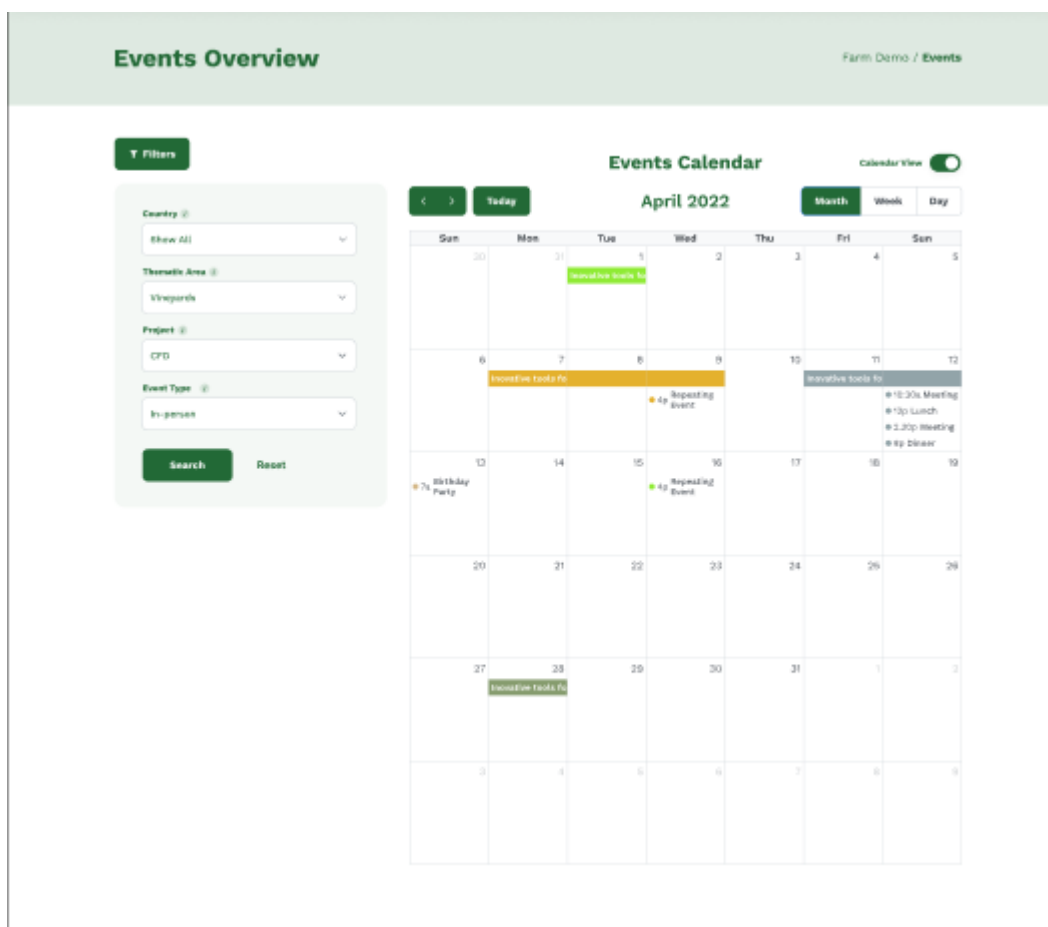 Events Overview
Farm Demo / Events
Filters
Events Calendar
Calendar View
< > Today
April 2022
Month Week Day
Country
Show All
Thematic Area
Vineyards
Project
CFD
Event Type
In-person
Search Reset
Sun Mon Tue Wed Thu Fri Sun
30 31 1 2 3 4 5
Inovative tools fo
6 7 8 9 10 11 12
Inovative tools fo
Inovative tools fo
4p Repeating
Event
10:30a Meeting
12p Lunch
2:30p Meeting
Dinner
13 14 15 16 17 18 19
7a Birthday
Party
4p Repeating
Event
20 21 22 23 24 25 26
27 28 29 30 31 1 2
Inovative tools fo
3 4 5 6 7 8 9